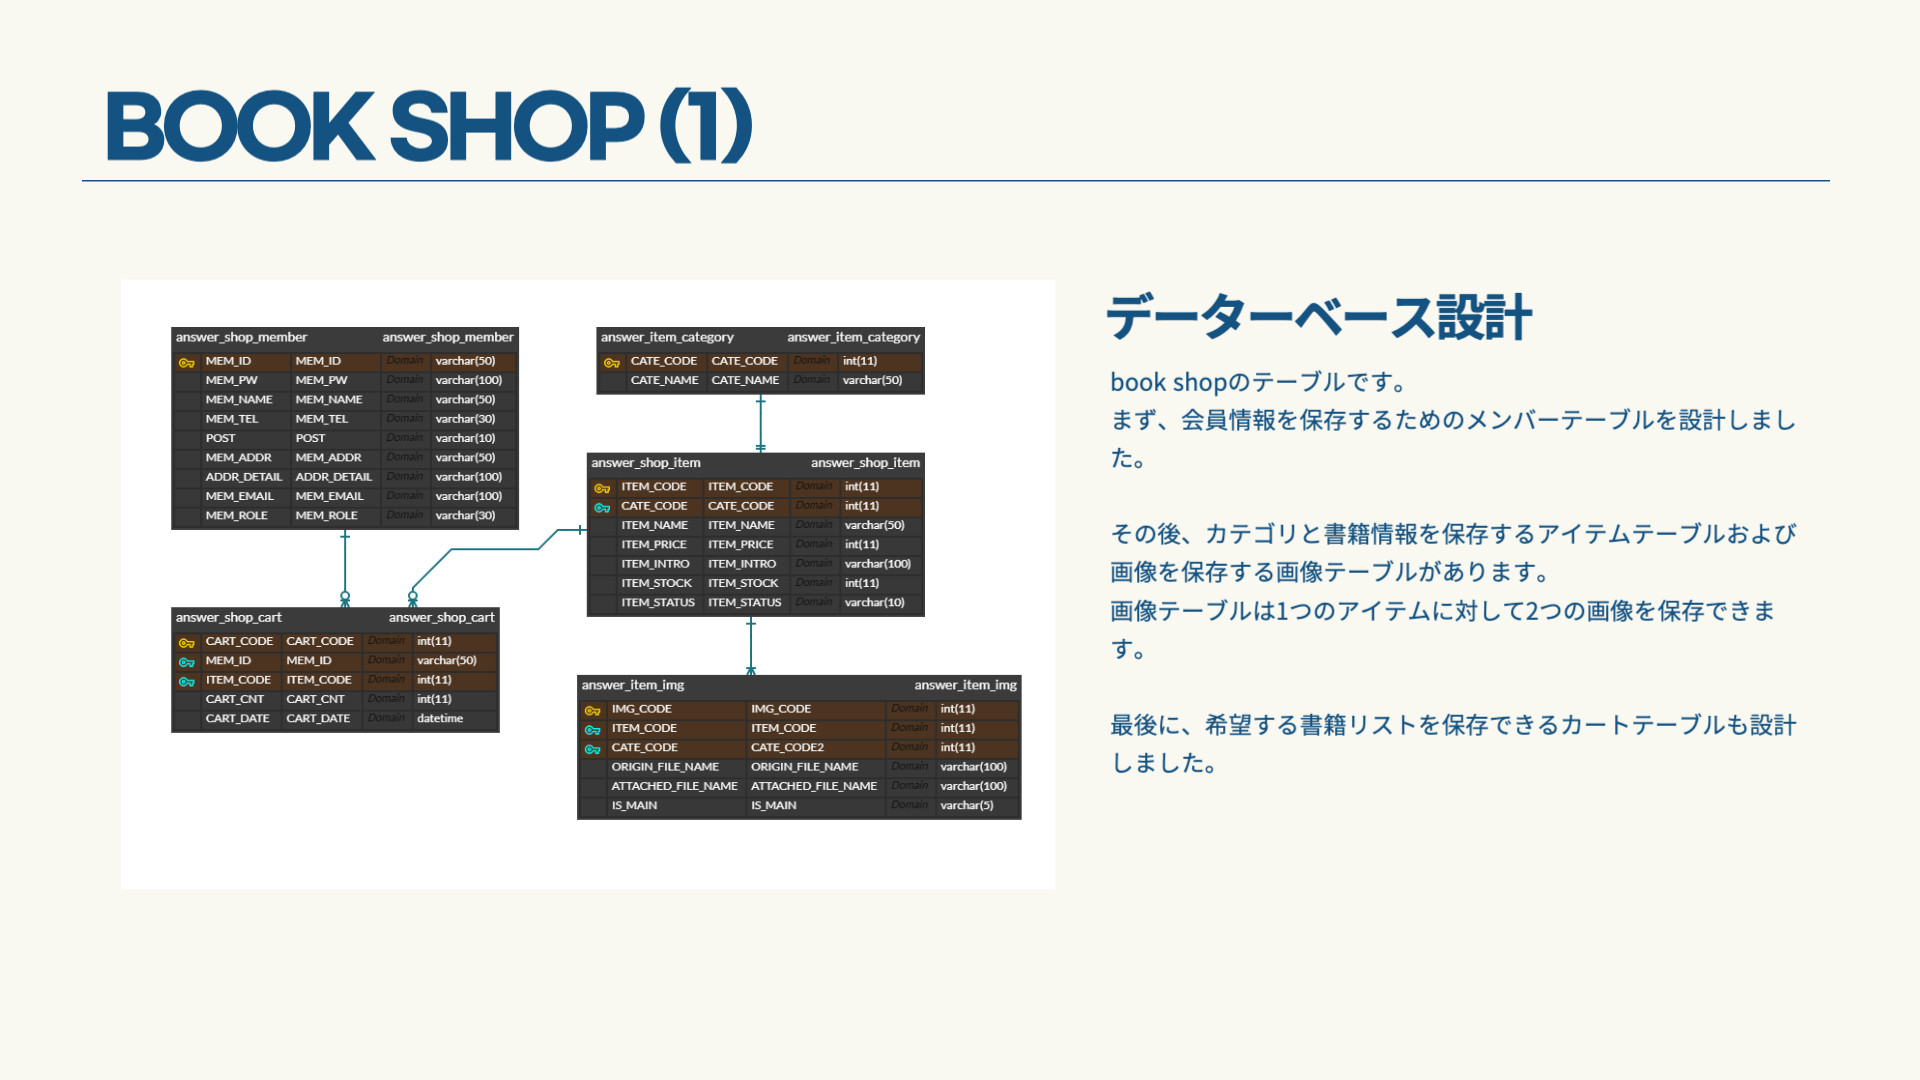 BOOK SHOP (1)
answer_shop_member answer_shop_member
MEM_ID MEM_ID Domain varchar(50)
MEM_PW MEM_PW Domain varchar(100)
MEM_NAME MEM_NAME Domain varchar(50)
MEM_TEL MEM_TEL Domain varchar(30)
POST POST Domain varchar(10)
MEM_ADDR MEM_ADDR Domain varchar(50)
ADDR_DETAIL ADDR_DETAIL Domain varchar(100)
MEM_EMAIL MEM_EMAIL Domain varchar(100)
MEM_ROLE MEM_ROLE Domain varchar(30)
answer_item_category answer_item_category
CATE_CODE CATE_CODE Domain int(11)
CATE_NAME CATE_NAME Domain varchar(50)
answer_shop_item answer_shop_item
ITEM_CODE ITEM_CODE Domain int(11)
CATE_CODE CATE_CODE Domain int(11)
ITEM_NAME ITEM_NAME Domain varchar(50)
ITEM_PRICE ITEM_PRICE Domain int(11)
ITEM_INTRO ITEM_INTRO Domain varchar(100)
ITEM_STOCK ITEM_STOCK Domain int(11)
ITEM_STATUS ITEM_STATUS Domain varchar(10)
answer_shop_cart answer_shop_cart
CART_CODE CART_CODE Domain int(11)
MEM_ID MEM_ID Domain varchar(50)
ITEM_CODE ITEM_CODE Domain int(11)
CART_CNT CART_CNT Domain int(11)
CART_DATE CART_DATE Domain datetime
answer_item_img answer_item_img
IMG_CODE IMG_CODE Domain int(11)
ITEM_CODE ITEM_CODE Domain int(11)
CATE_CODE CATE_CODE2 Domain int(11)
ORIGIN_FILE_NAME ORIGIN_FILE_NAME Domain varchar(100)
ATTACHED_FILE_NAME ATTACHED_FILE_NAME Domain varchar(100)
IS_MAIN IS_MAIN Domain varchar(5)
データーベース設計
book shopのテーブルです。
まず、会員情報を保存するためのメンバーテーブルを設計しまし
た。
その後、カテゴリと書籍情報を保存するアイテムテーブルおよび
画像を保存する画像テーブルがあります。
画像テーブルは1つのアイテムに対して2つの画像を保存できま
す。
最後に、希望する書籍リストを保存できるカートテーブルも設計
しました。